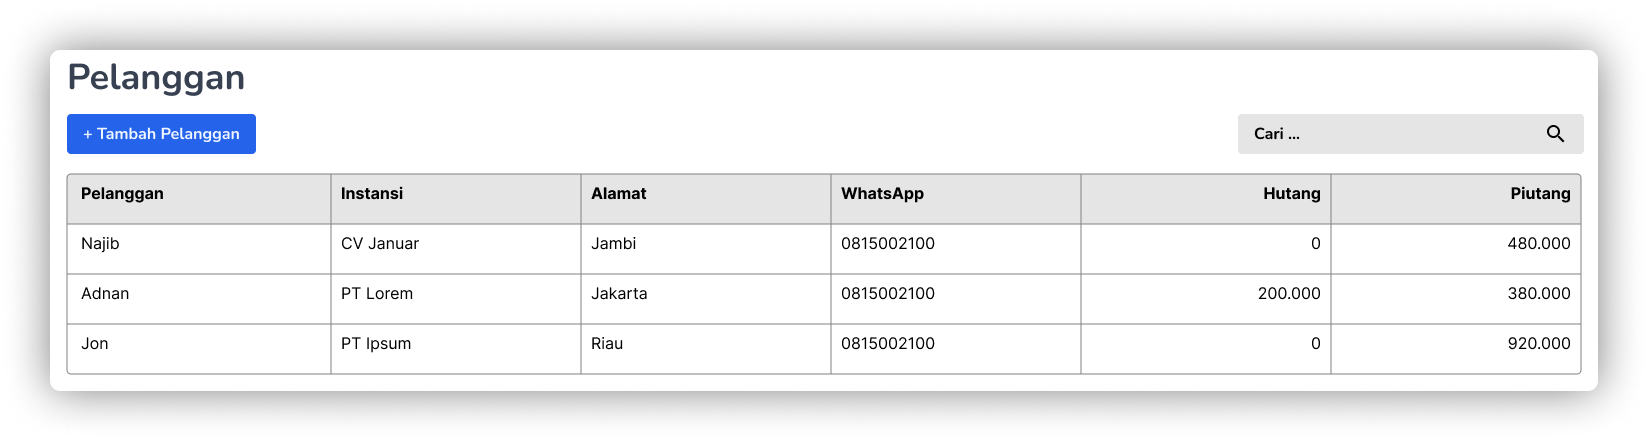 Pelanggan
+ Tambah Pelanggan
Cari ...
Pelanggan Instansi Alamat WhatsApp Hutang Piutang
Najib CV Januar Jambi 0815002100 0 480.000
Adnan PT Lorem Jakarta 0815002100 200.000 380.000
Jon PT Ipsum Riau 0815002100 0 920.000